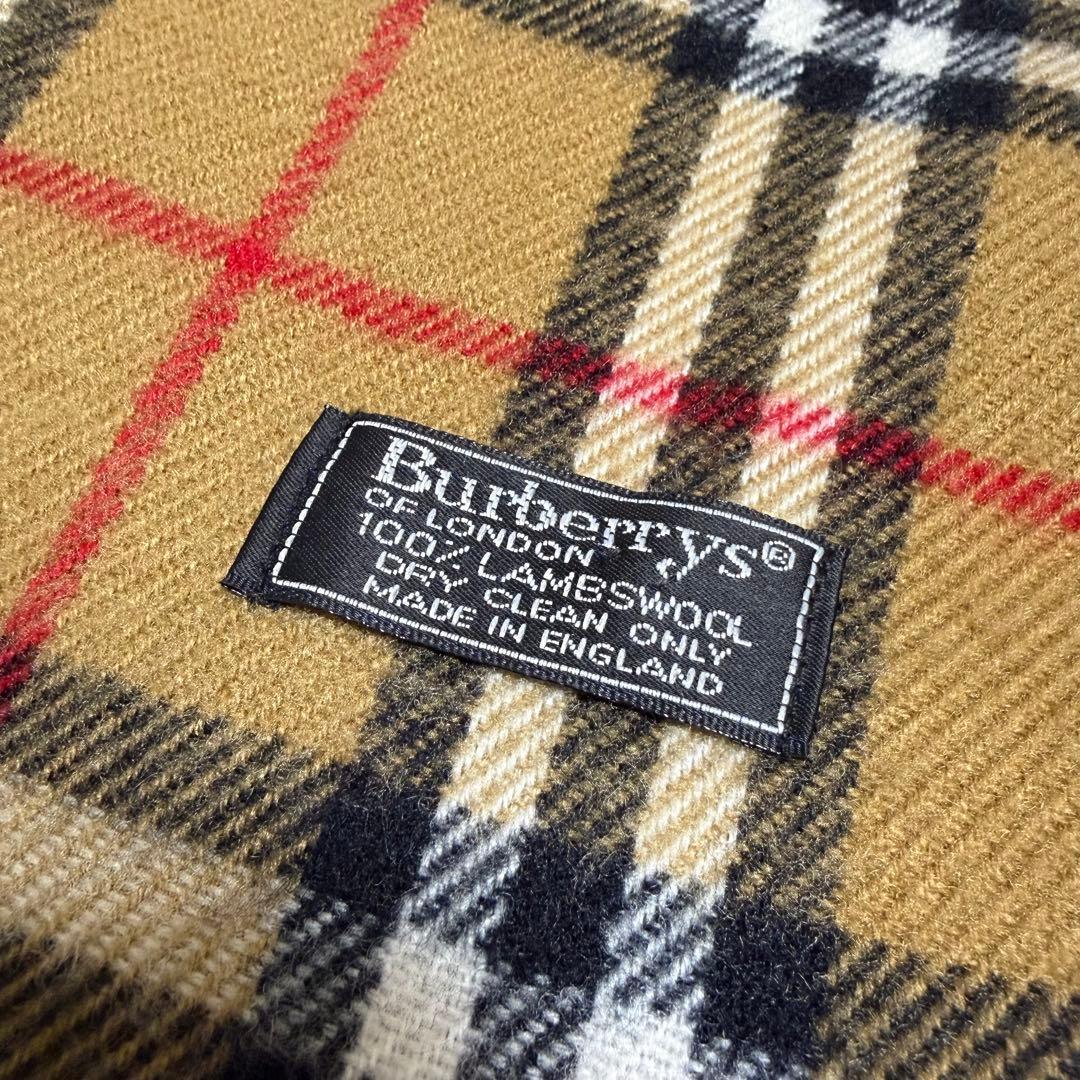 Burberrys®
OF LONDON
100% LAMBSWOOL
DRY CLEAN ONLY
MADE IN ENGLAND